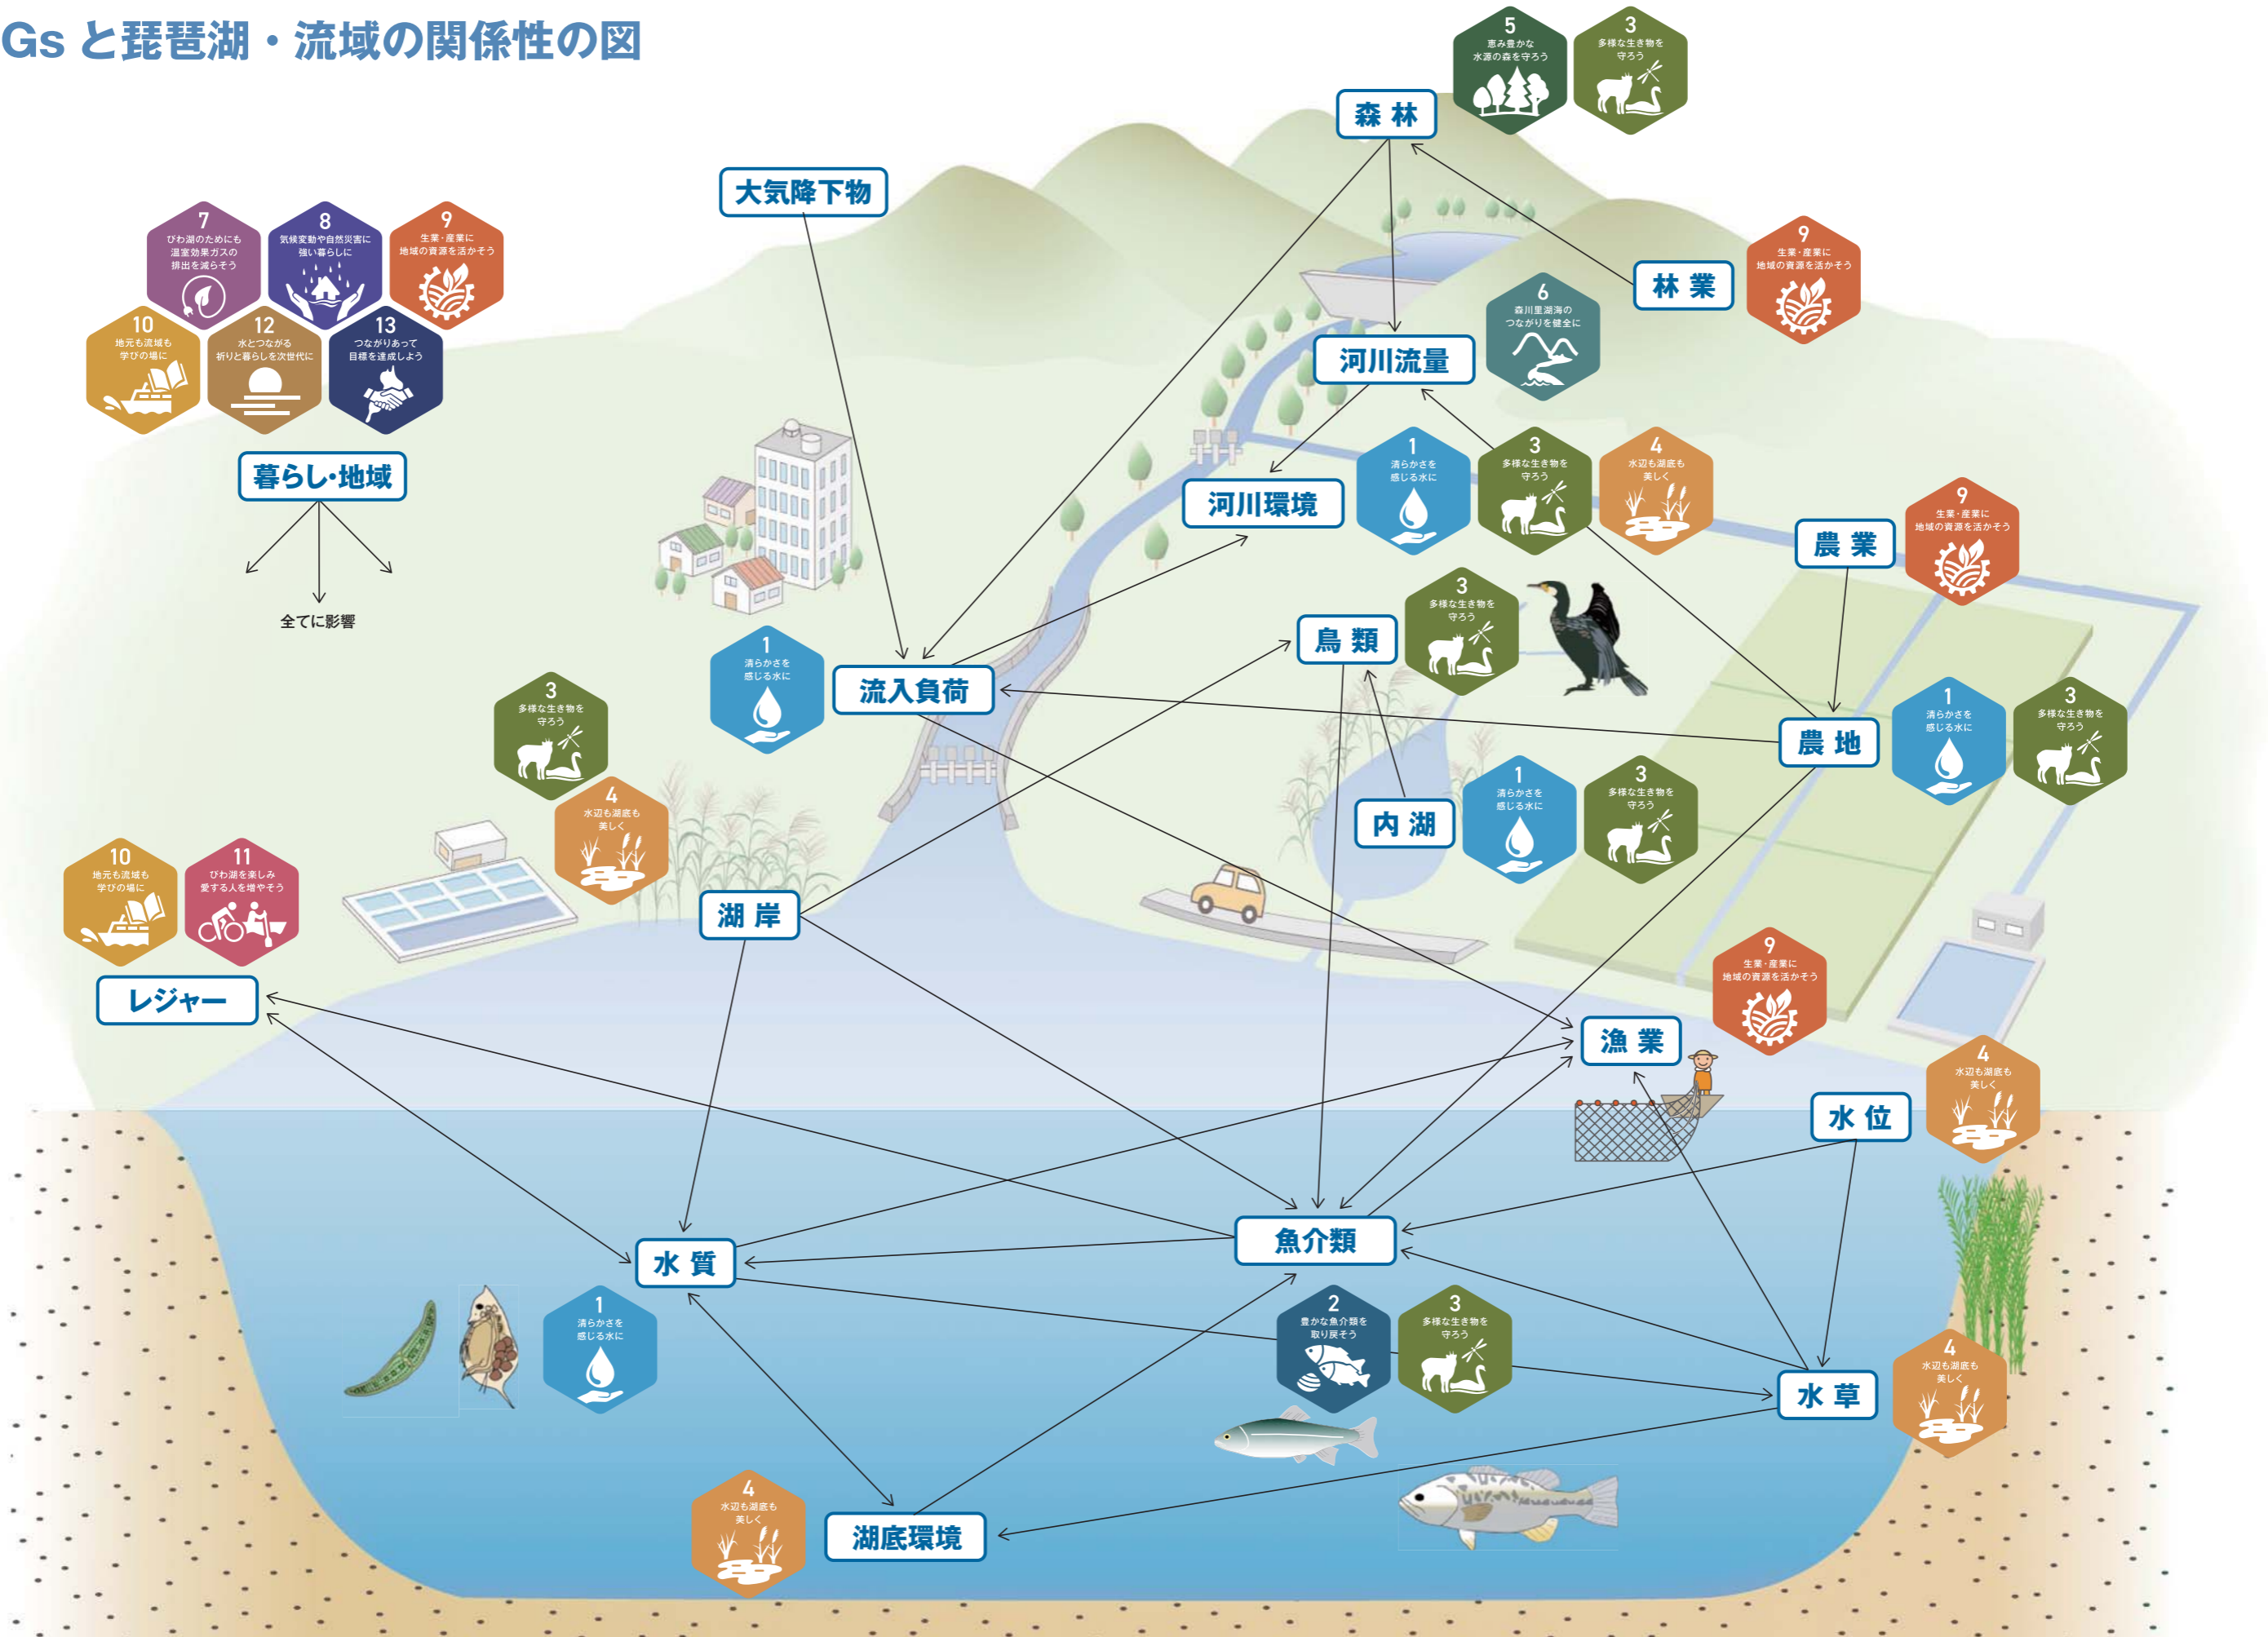 Gs と琵琶湖・流域の関係性の図
5
恵み豊かな
水源の森を守ろう
3
多様な生き物を
守ろう
森 林
大気降下物
7
びわ湖のためにも
温室効果ガスの
排出を減らそう
8
気候変動や自然災害に
強い暮らしに
9
生業・産業に
地域の資源を活かそう
10
地元も流域も
学びの場に
12
水とつながる
祈りと暮らしを次世代に
13
つながりあって
目標を達成しよう
暮らし・地域
全てに影響
林 業
9
生業・産業に
地域の資源を活かそう
河川流量
6
森川里湖海の
つながりを健全に
河川環境
1
清らかさを
感じる水に
3
多様な生き物を
守ろう
4
水辺も湖底も
美しく
農 業
9
生業・産業に
地域の資源を活かそう
鳥 類
3
多様な生き物を
守ろう
1
清らかさを
感じる水に
流入負荷
農 地
1
清らかさを
感じる水に
3
多様な生き物を
守ろう
3
多様な生き物を
守ろう
4
水辺も湖底も
美しく
湖 岸
内 湖
1
清らかさを
感じる水に
3
多様な生き物を
守ろう
10
地元も流域も
学びの場に
11
びわ湖を楽しみ
愛する人を増やそう
レジャー
漁 業
9
生業・産業に
地域の資源を活かそう
水 位
4
水辺も湖底も
美しく
水 質
1
清らかさを
感じる水に
魚介類
2
豊かな魚介類を
取り戻そう
3
多様な生き物を
守ろう
水 草
4
水辺も湖底も
美しく
4
水辺も湖底も
美しく
湖底環境